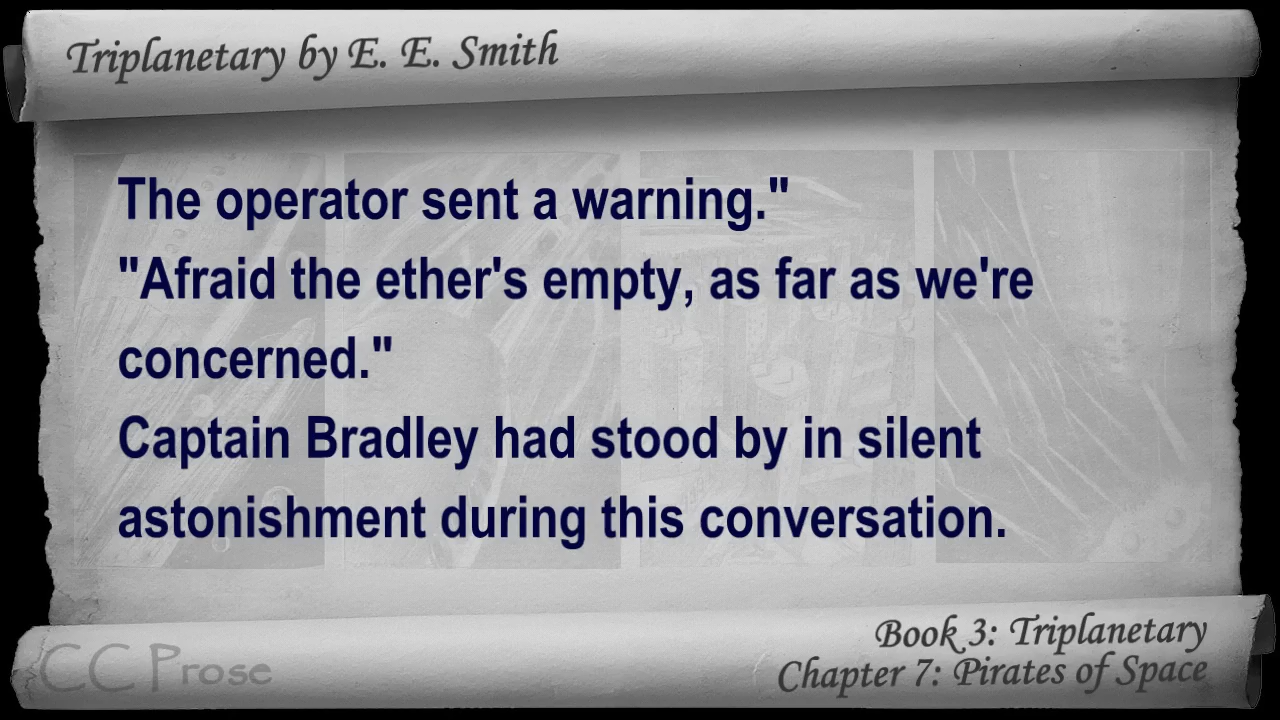 Triplanetary by E. E. Smith
The operator sent a warning."
"Afraid the ether's empty, as far as we're
concerned."
Captain Bradley had stood by in silent
astonishment during this conversation.
CC Prose
Book 3: Triplanetary
Chapter 7: Pirates of Space